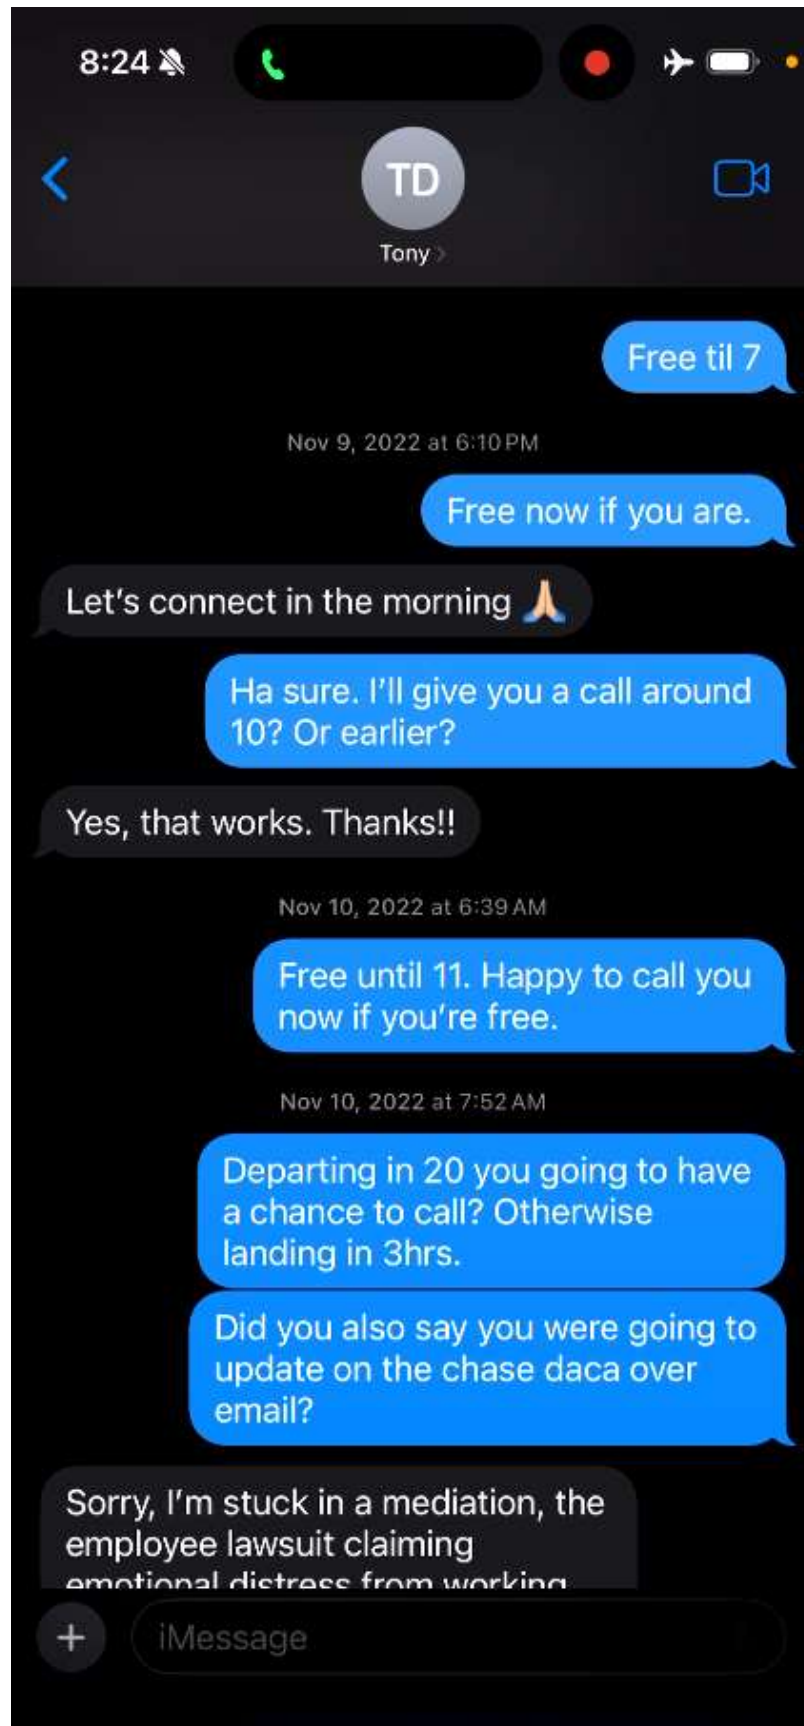 8:24
TD
Tony
Free til 7
Nov 9, 2022 at 6:10 PM
Free now if you are.
Let's connect in the morning 🙏🏻
Ha sure. I'll give you a call around
10? Or earlier?
Yes, that works. Thanks!!
Nov 10, 2022 at 6:39 AM
Free until 11. Happy to call you
now if you're free.
Nov 10, 2022 at 7:52 AM
Departing in 20 you going to have
a chance to call? Otherwise
landing in 3hrs.
Did you also say you were going to
update on the chase daca over
email?
Sorry, I'm stuck in a mediation, the
employee lawsuit claiming
emotional distress from working
iMessage